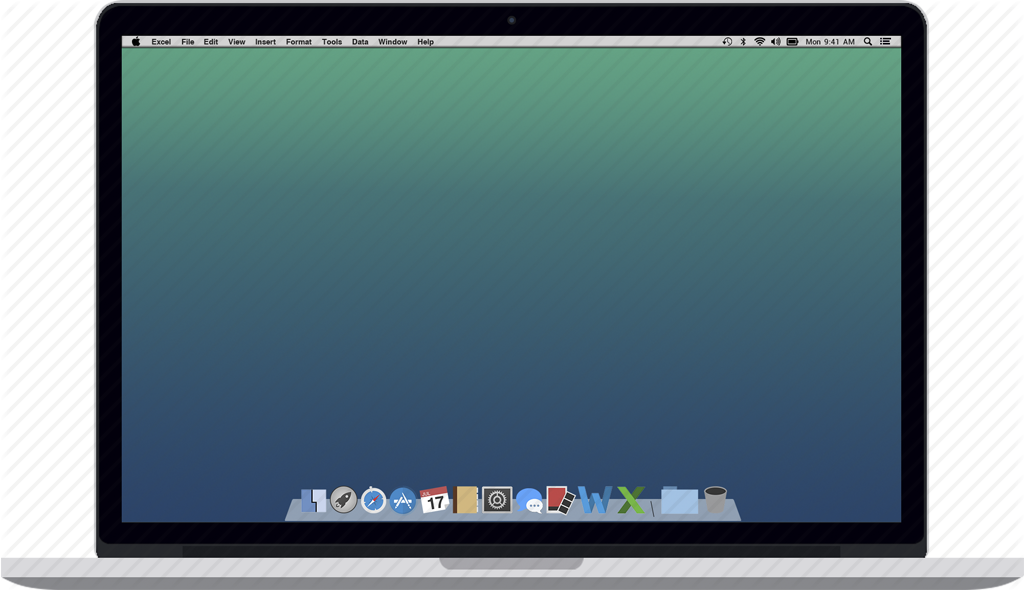 Excel File Edit View Insert Format Tools Data Window Help Mon 9:41 AM
JUL
17
W X